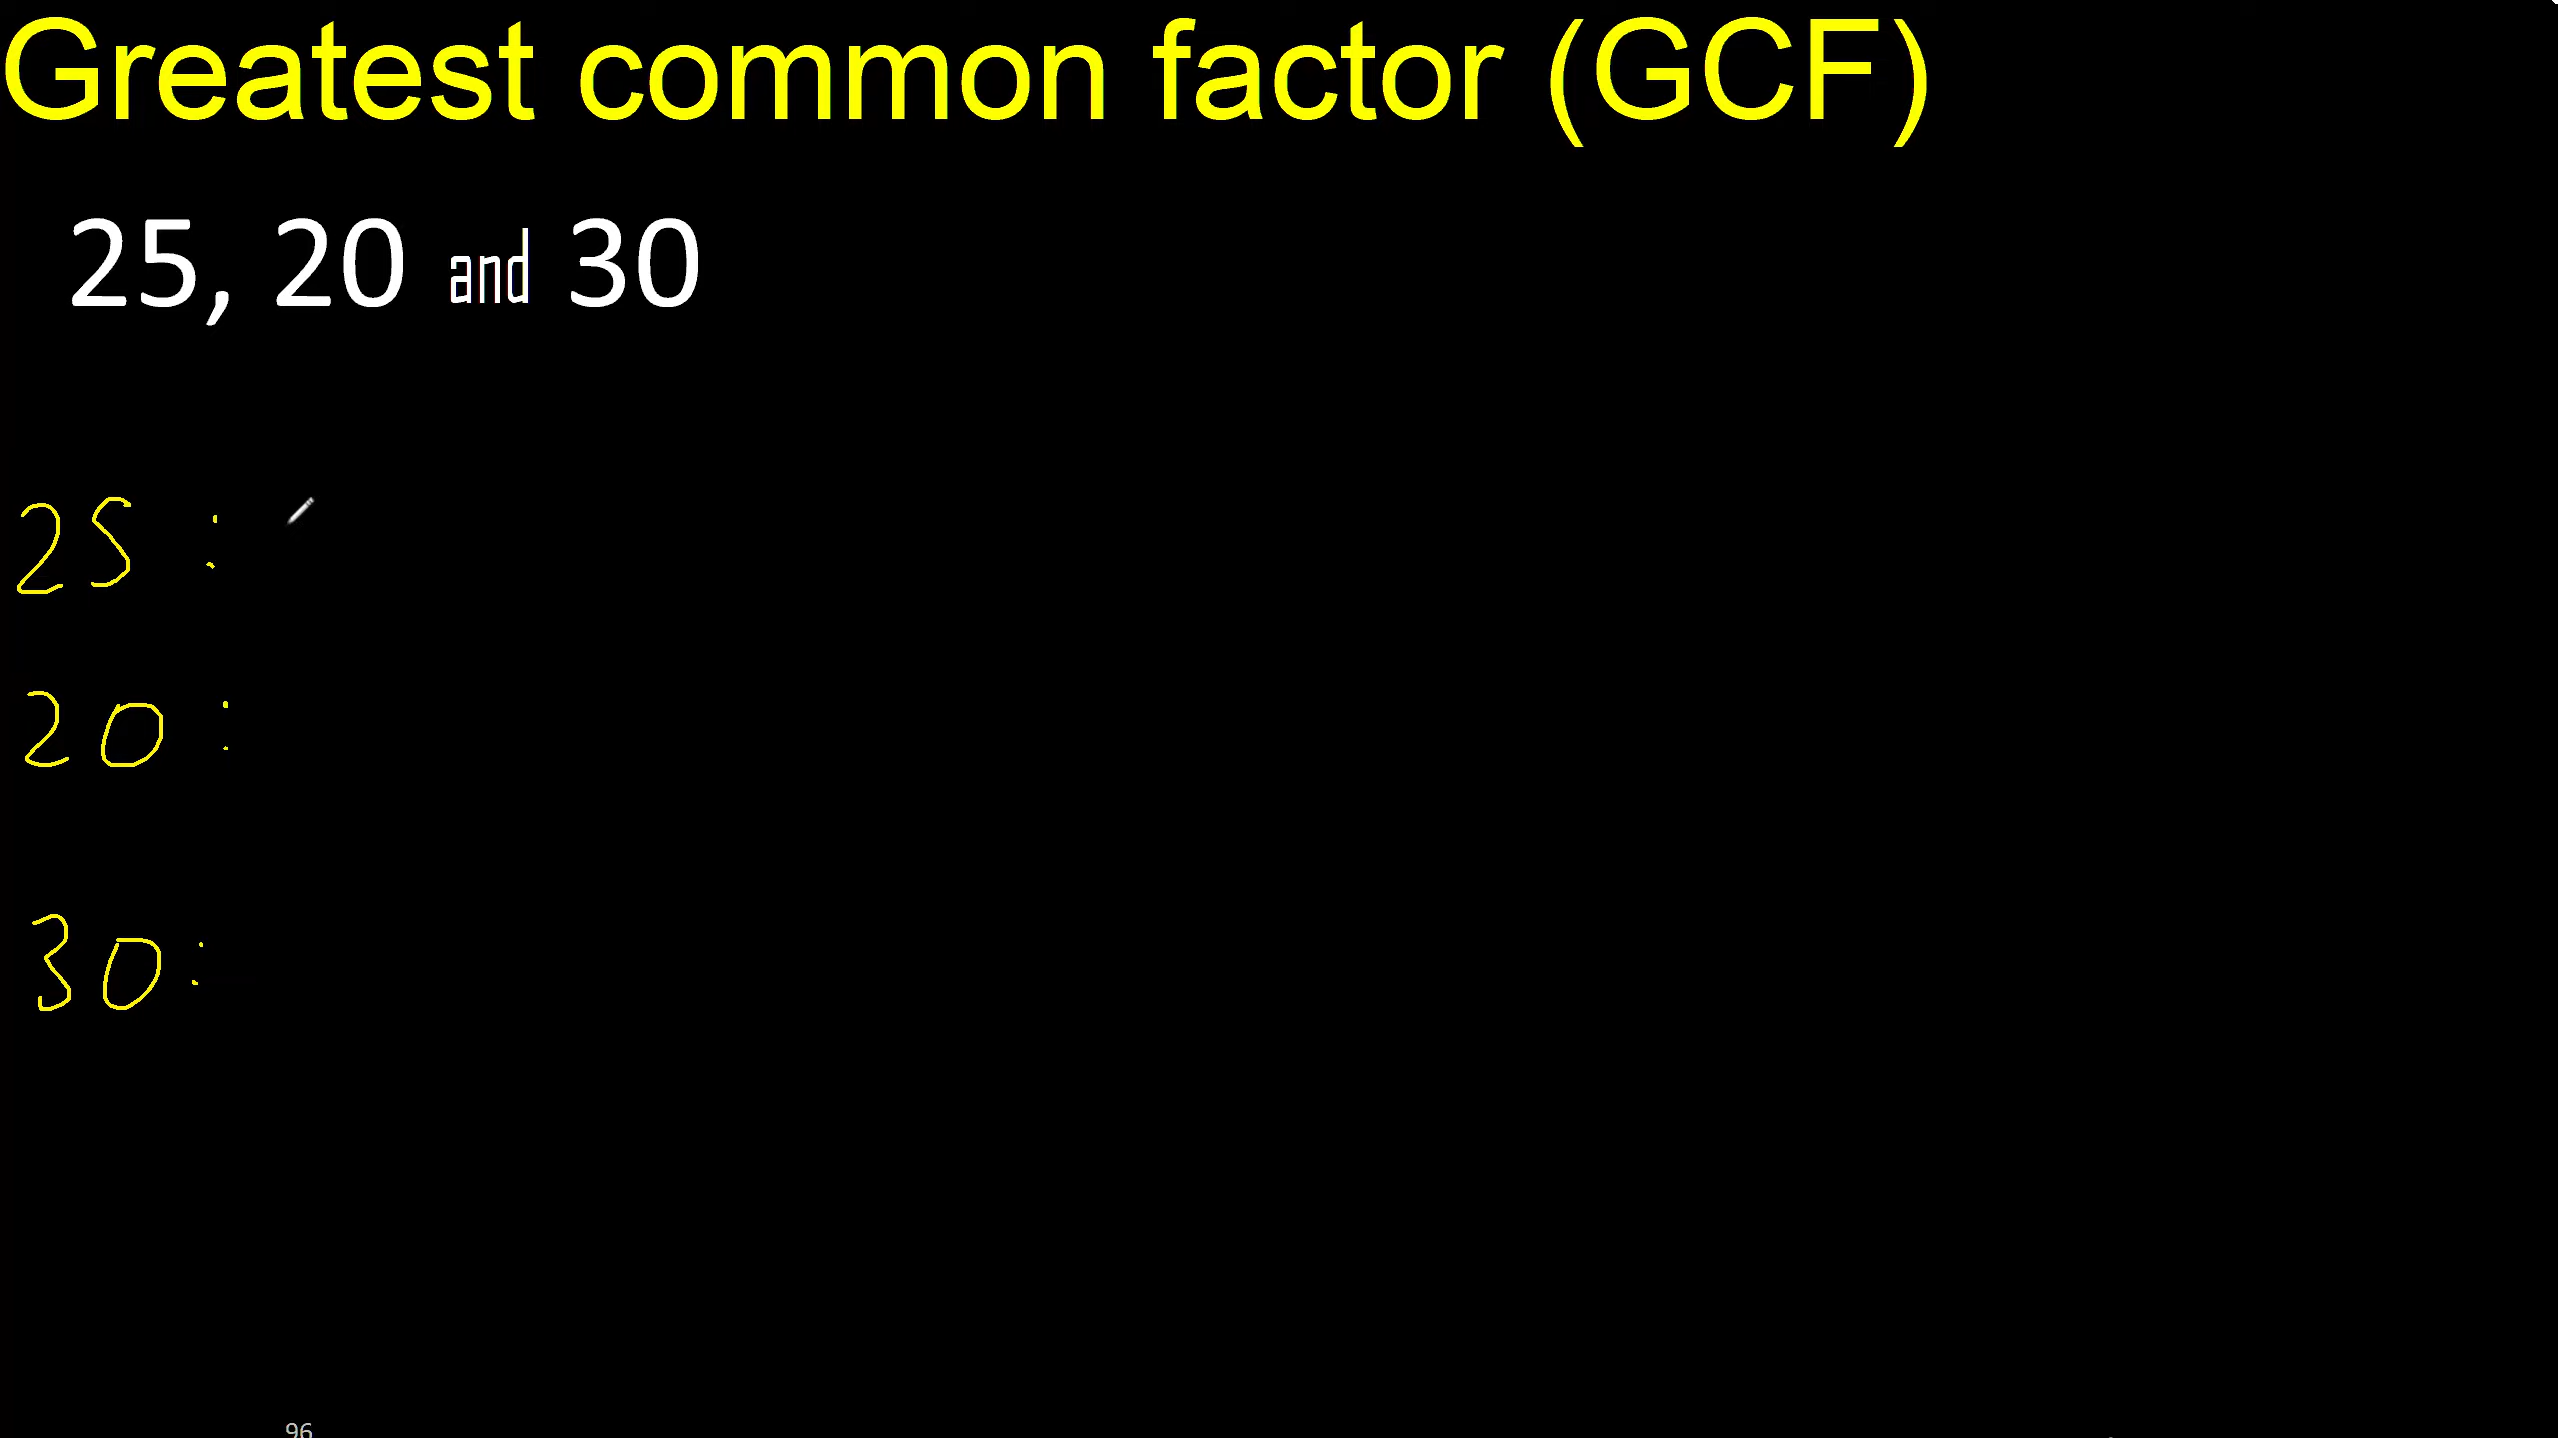 Greatest common factor (GCF)
25, 20 and 30
25 :
20 :
30 :
96